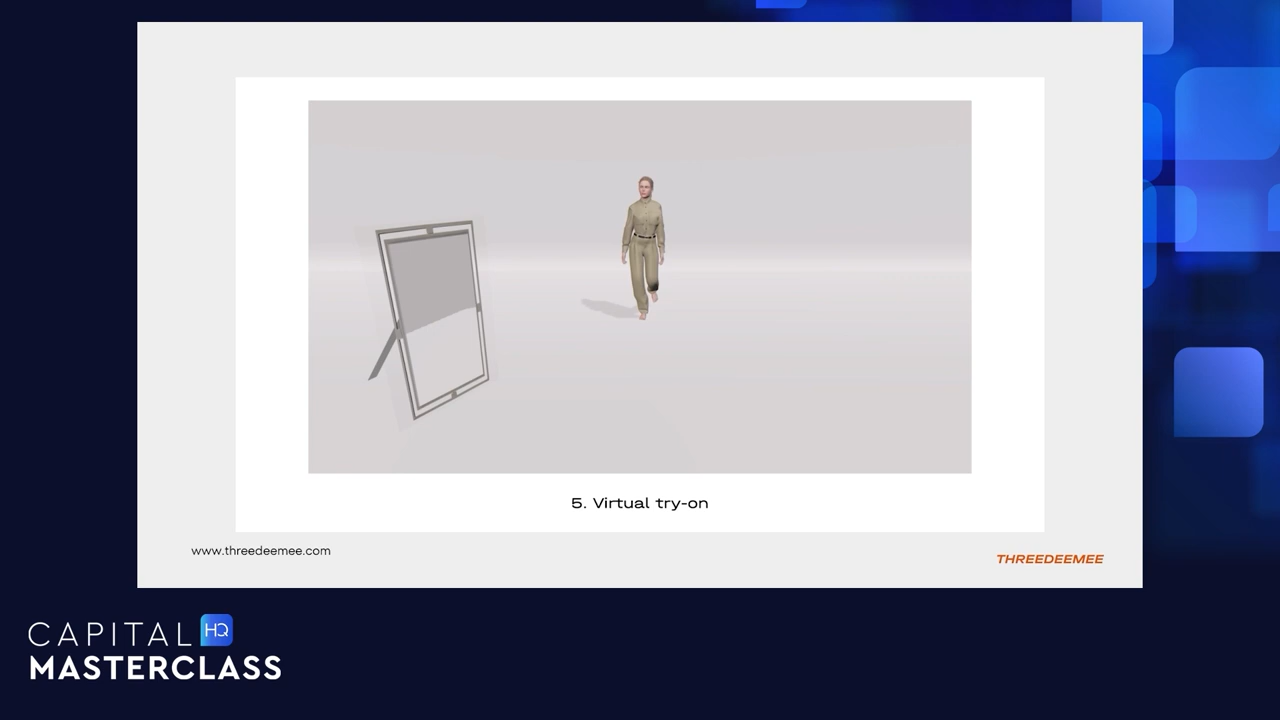 5. Virtual try-on
www.threedeemee.com
THREEDEEMEE
CAPITAL HQ
MASTERCLASS